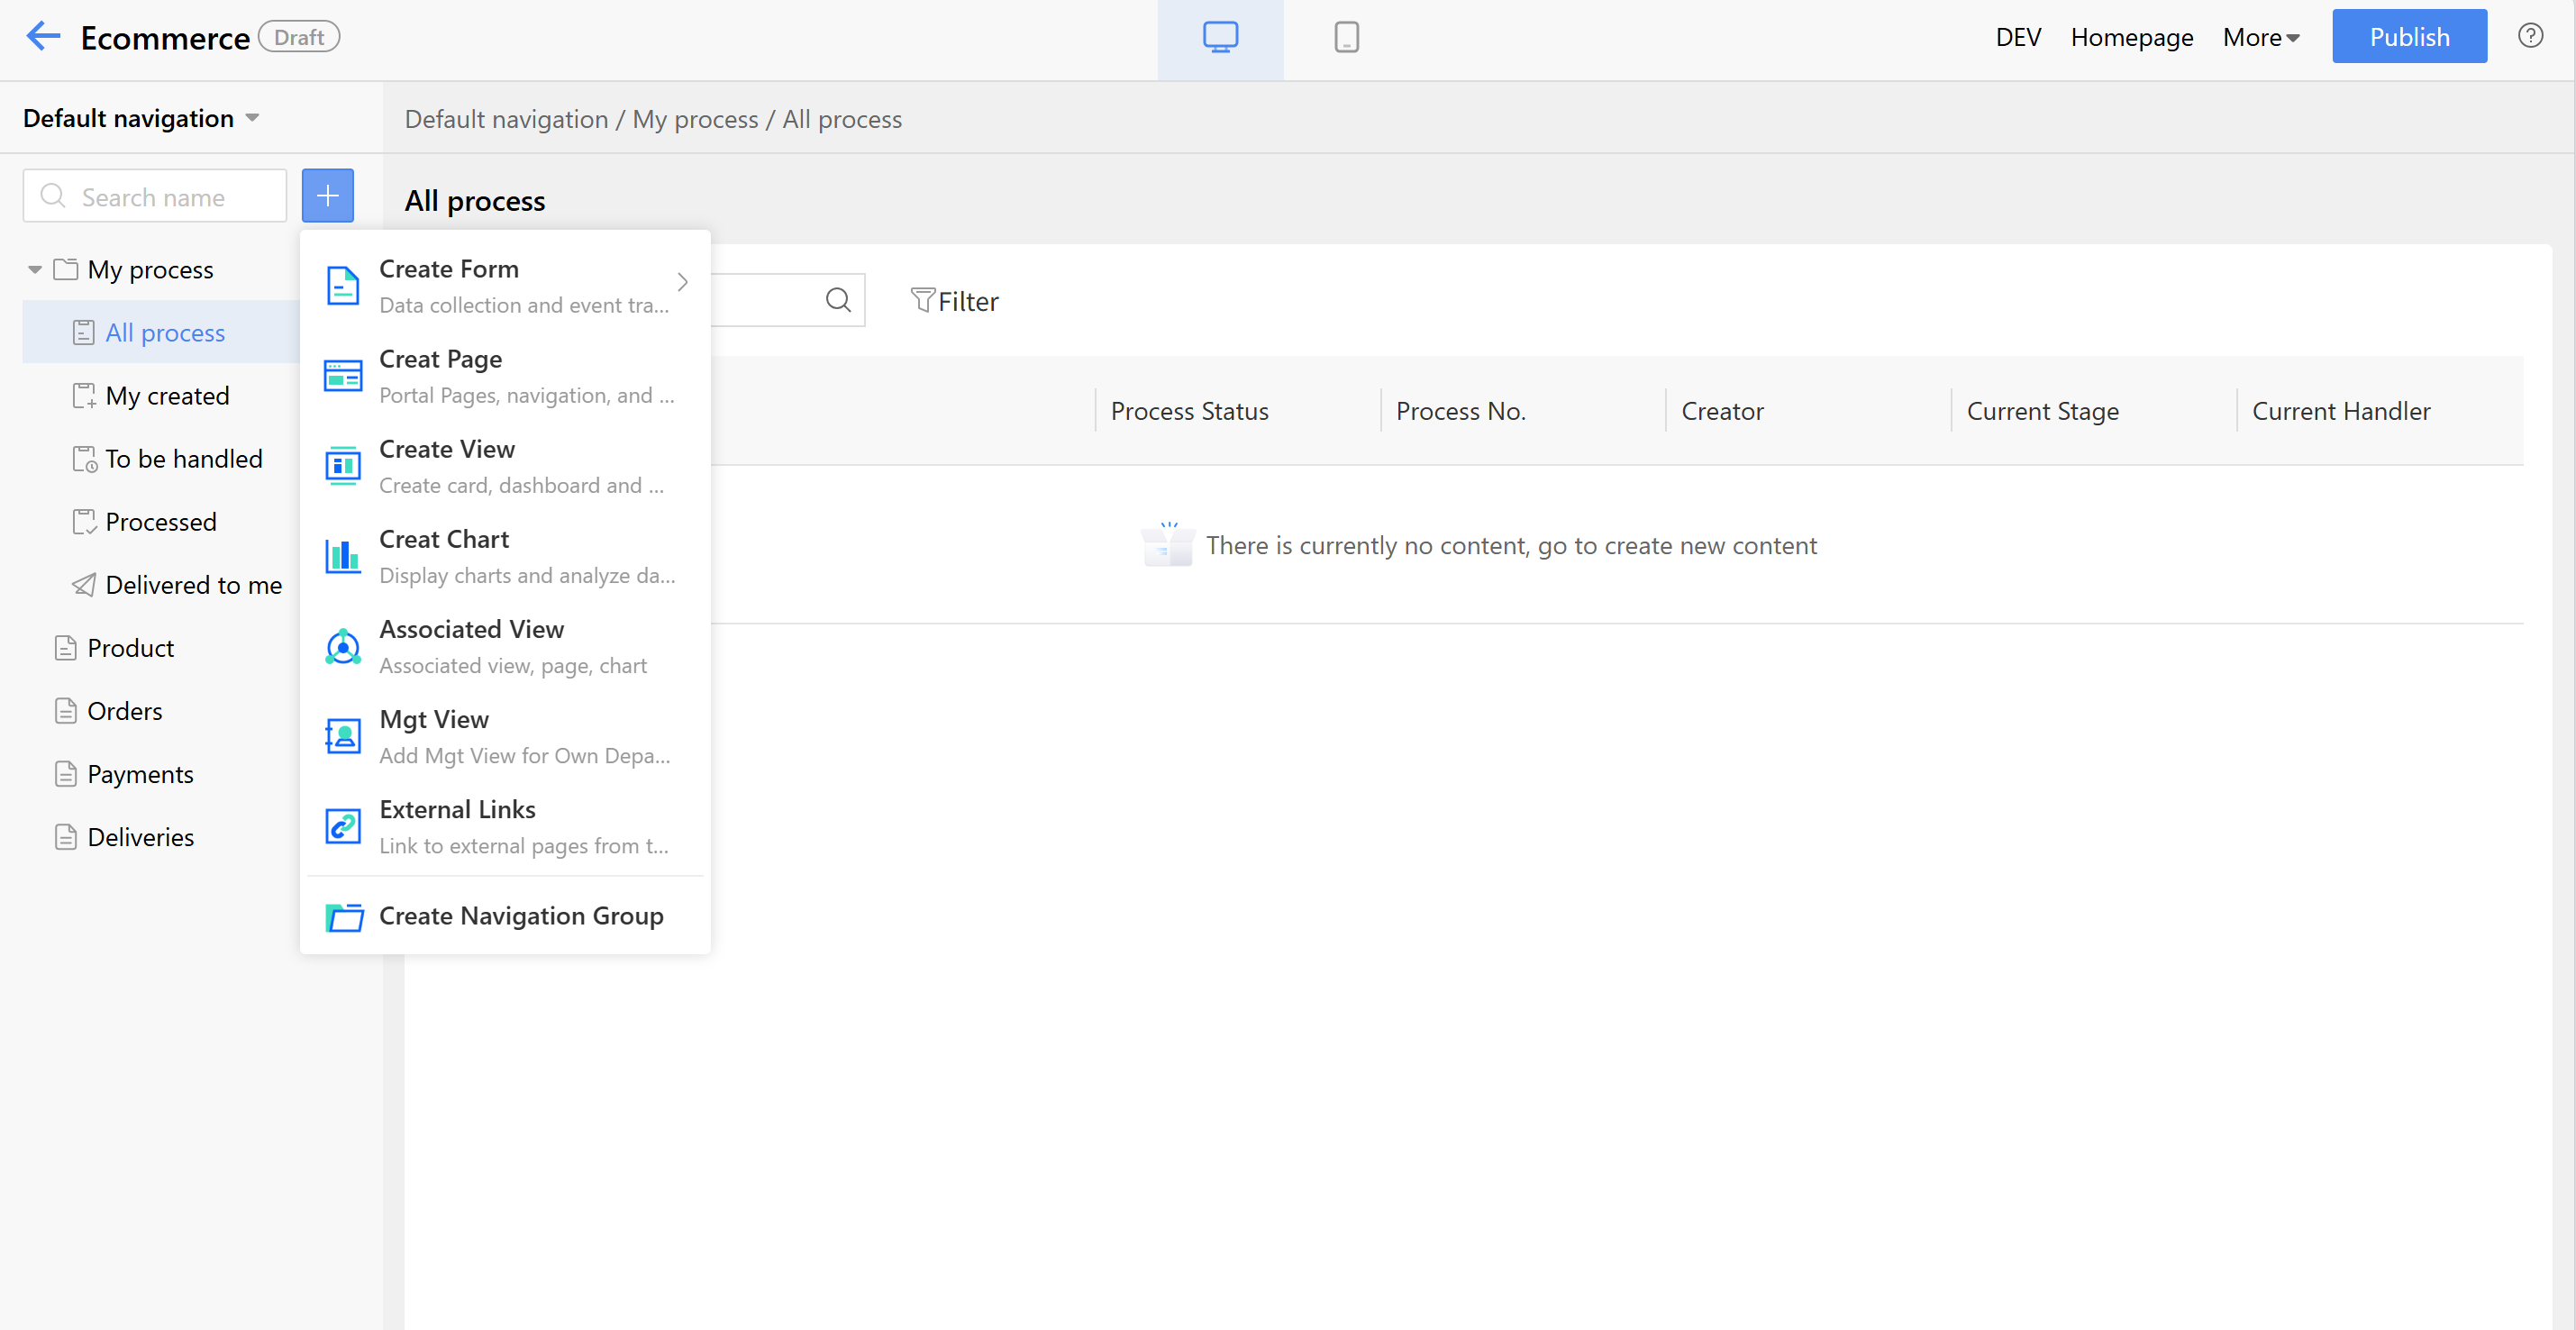 Ecommerce Draft
DEV Homepage More Publish
Default navigation
Default navigation / My process / All process
Search name
All process
My process
All process
My created
To be handled
Processed
Delivered to me
Product
Orders
Payments
Deliveries
Create Form
Data collection and event tra...
Creat Page
Portal Pages, navigation, and ...
Create View
Create card, dashboard and ...
Creat Chart
Display charts and analyze da...
Associated View
Associated view, page, chart
Mgt View
Add Mgt View for Own Depa...
External Links
Link to external pages from t...
Create Navigation Group
Filter
Process Status Process No. Creator Current Stage Current Handler
There is currently no content, go to create new content